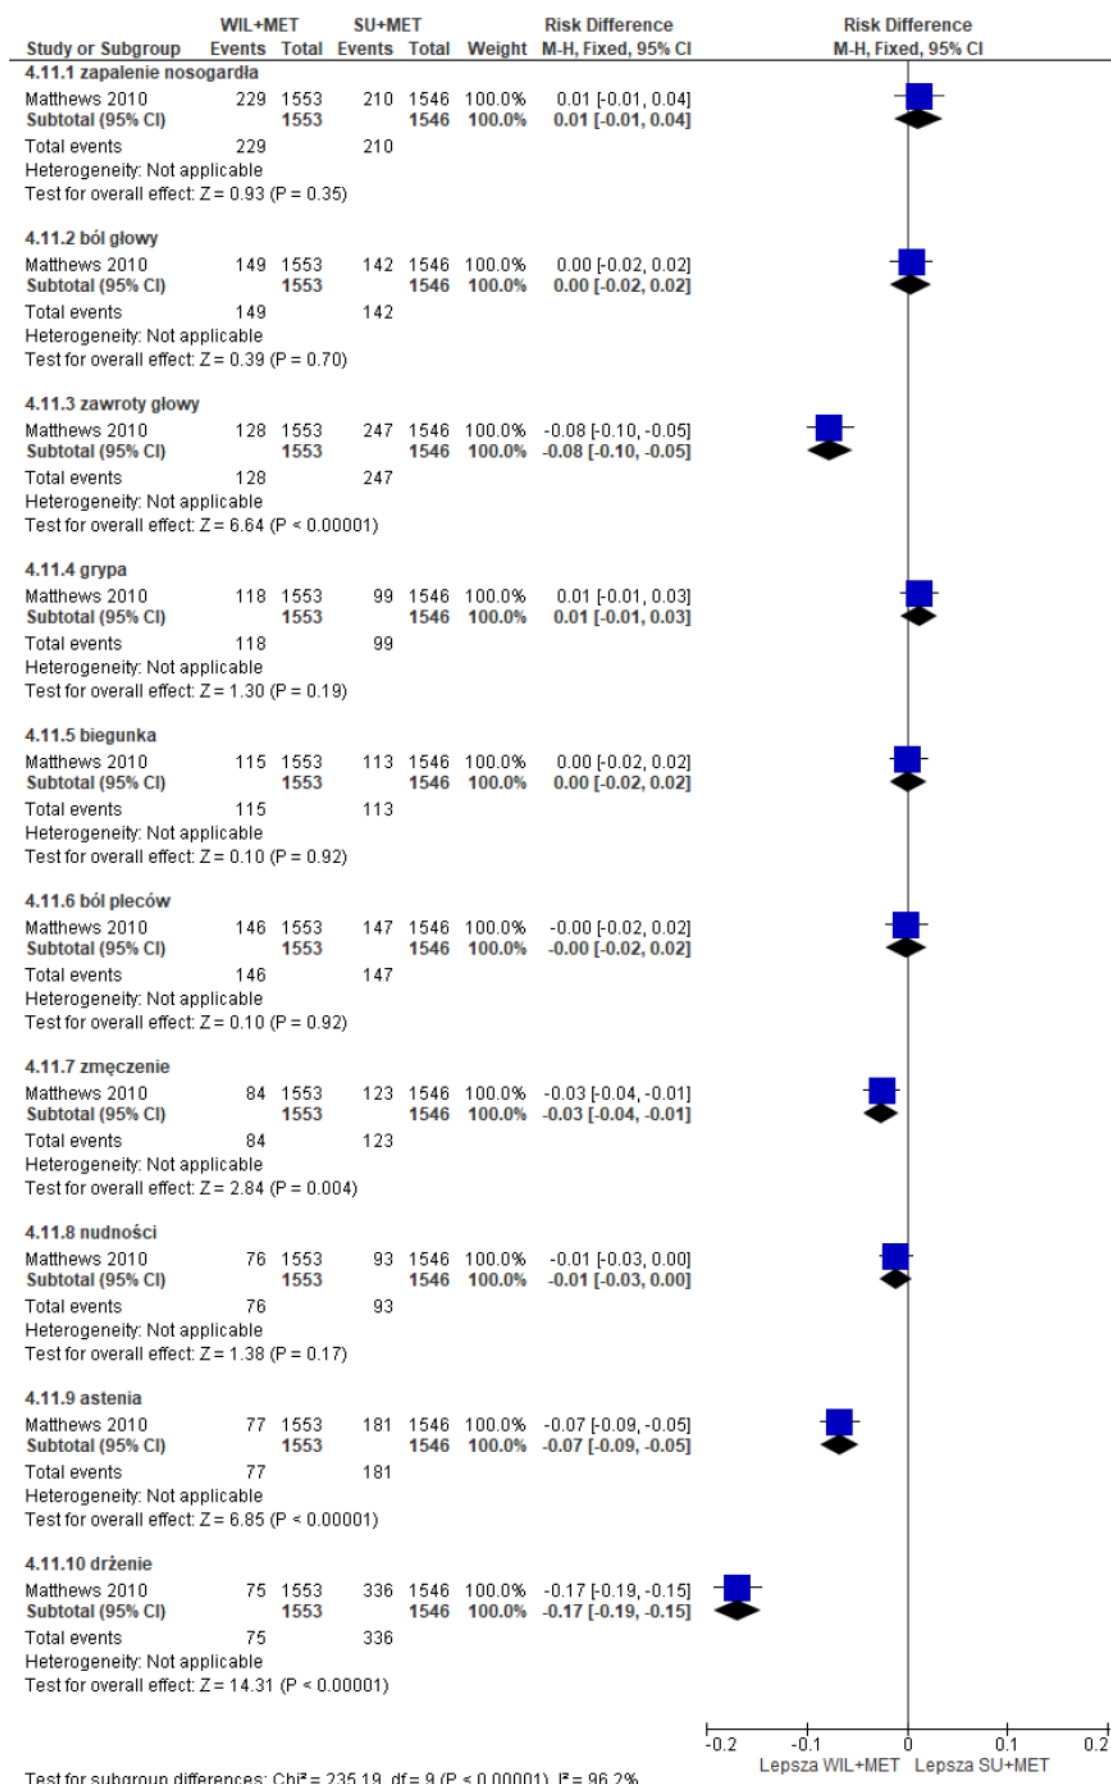 WIL+MET SU+MET Risk Difference Risk Difference
Study or Subgroup Events Total Events Total Weight M-H, Fixed, 95% CI M-H, Fixed, 95% CI
4.11.1 zapalenie nosogardła
Matthews 2010 229 1553 210 1546 100.0% 0.01 [-0.01, 0.04]
Subtotal (95% CI) 1553 1546 100.0% 0.01 [-0.01, 0.04]
Total events 229 210
Heterogeneity: Not applicable
Test for overall effect: Z = 0.93 (P = 0.35)
4.11.2 ból głowy
Matthews 2010 149 1553 142 1546 100.0% 0.00 [-0.02, 0.02]
Subtotal (95% CI) 1553 1546 100.0% 0.00 [-0.02, 0.02]
Total events 149 142
Heterogeneity: Not applicable
Test for overall effect: Z = 0.39 (P = 0.70)
4.11.3 zawroty głowy
Matthews 2010 128 1553 247 1546 100.0% -0.08 [-0.10, -0.05]
Subtotal (95% CI) 1553 1546 100.0% -0.08 [-0.10, -0.05]
Total events 128 247
Heterogeneity: Not applicable
Test for overall effect: Z = 6.64 (P < 0.00001)
4.11.4 grypa
Matthews 2010 118 1553 99 1546 100.0% 0.01 [-0.01, 0.03]
Subtotal (95% CI) 1553 1546 100.0% 0.01 [-0.01, 0.03]
Total events 118 99
Heterogeneity: Not applicable
Test for overall effect: Z = 1.30 (P = 0.19)
4.11.5 biegunka
Matthews 2010 115 1553 113 1546 100.0% 0.00 [-0.02, 0.02]
Subtotal (95% CI) 1553 1546 100.0% 0.00 [-0.02, 0.02]
Total events 115 113
Heterogeneity: Not applicable
Test for overall effect: Z = 0.10 (P = 0.92)
4.11.6 ból pleców
Matthews 2010 146 1553 147 1546 100.0% -0.00 [-0.02, 0.02]
Subtotal (95% CI) 1553 1546 100.0% -0.00 [-0.02, 0.02]
Total events 146 147
Heterogeneity: Not applicable
Test for overall effect: Z = 0.10 (P = 0.92)
4.11.7 zmęczenie
Matthews 2010 84 1553 123 1546 100.0% -0.03 [-0.04, -0.01]
Subtotal (95% CI) 1553 1546 100.0% -0.03 [-0.04, -0.01]
Total events 84 123
Heterogeneity: Not applicable
Test for overall effect: Z = 2.84 (P = 0.004)
4.11.8 nudności
Matthews 2010 76 1553 93 1546 100.0% -0.01 [-0.03, 0.00]
Subtotal (95% CI) 1553 1546 100.0% -0.01 [-0.03, 0.00]
Total events 76 93
Heterogeneity: Not applicable
Test for overall effect: Z = 1.38 (P = 0.17)
4.11.9 astenia
Matthews 2010 77 1553 181 1546 100.0% -0.07 [-0.09, -0.05]
Subtotal (95% CI) 1553 1546 100.0% -0.07 [-0.09, -0.05]
Total events 77 181
Heterogeneity: Not applicable
Test for overall effect: Z = 6.85 (P < 0.00001)
4.11.10 drżenie
Matthews 2010 75 1553 336 1546 100.0% -0.17 [-0.19, -0.15]
Subtotal (95% CI) 1553 1546 100.0% -0.17 [-0.19, -0.15]
Total events 75 336
Heterogeneity: Not applicable
Test for overall effect: Z = 14.31 (P < 0.00001)
-0.2 -0.1 0 0.1 0.2
Lepsza WIL+MET Lepsza SU+MET
Test for subgroup differences: Chi² = 235.19, df = 9 (P < 0.00001), I² = 96.2%